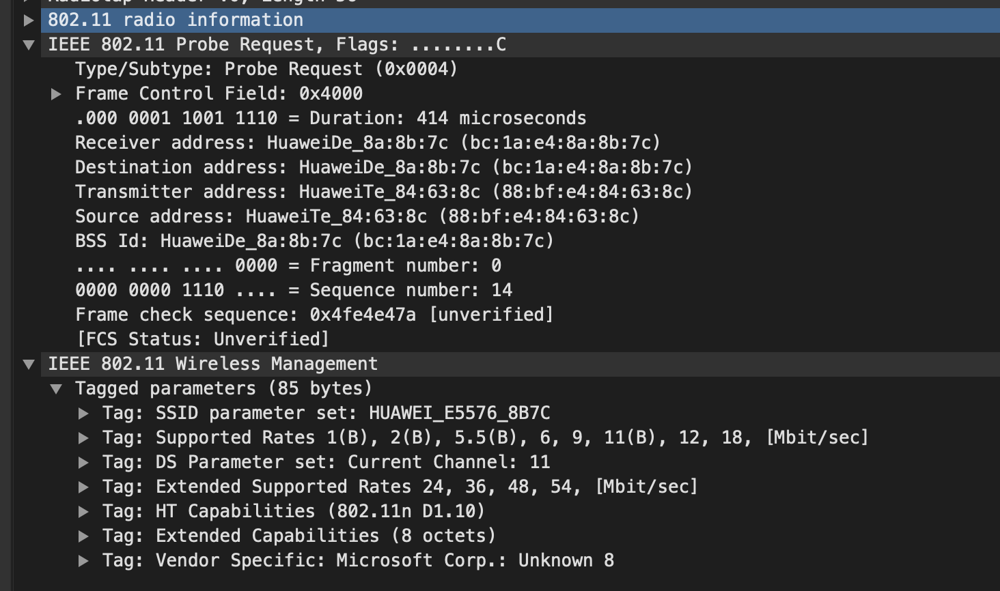 802.11 radio information
IEEE 802.11 Probe Request, Flags: ........C
Type/Subtype: Probe Request (0x0004)
Frame Control Field: 0x4000
.000 0001 1001 1110 = Duration: 414 microseconds
Receiver address: HuaweiDe_8a:8b:7c (bc:1a:e4:8a:8b:7c)
Destination address: HuaweiDe_8a:8b:7c (bc:1a:e4:8a:8b:7c)
Transmitter address: HuaweiTe_84:63:8c (88:bf:e4:84:63:8c)
Source address: HuaweiTe_84:63:8c (88:bf:e4:84:63:8c)
BSS Id: HuaweiDe_8a:8b:7c (bc:1a:e4:8a:8b:7c)
.... .... .... 0000 = Fragment number: 0
0000 0000 1110 .... = Sequence number: 14
Frame check sequence: 0x4fe4e47a [unverified]
[FCS Status: Unverified]
IEEE 802.11 Wireless Management
Tagged parameters (85 bytes)
Tag: SSID parameter set: HUAWEI_E5576_8B7C
Tag: Supported Rates 1(B), 2(B), 5.5(B), 6, 9, 11(B), 12, 18, [Mbit/sec]
Tag: DS Parameter set: Current Channel: 11
Tag: Extended Supported Rates 24, 36, 48, 54, [Mbit/sec]
Tag: HT Capabilities (802.11n D1.10)
Tag: Extended Capabilities (8 octets)
Tag: Vendor Specific: Microsoft Corp.: Unknown 8